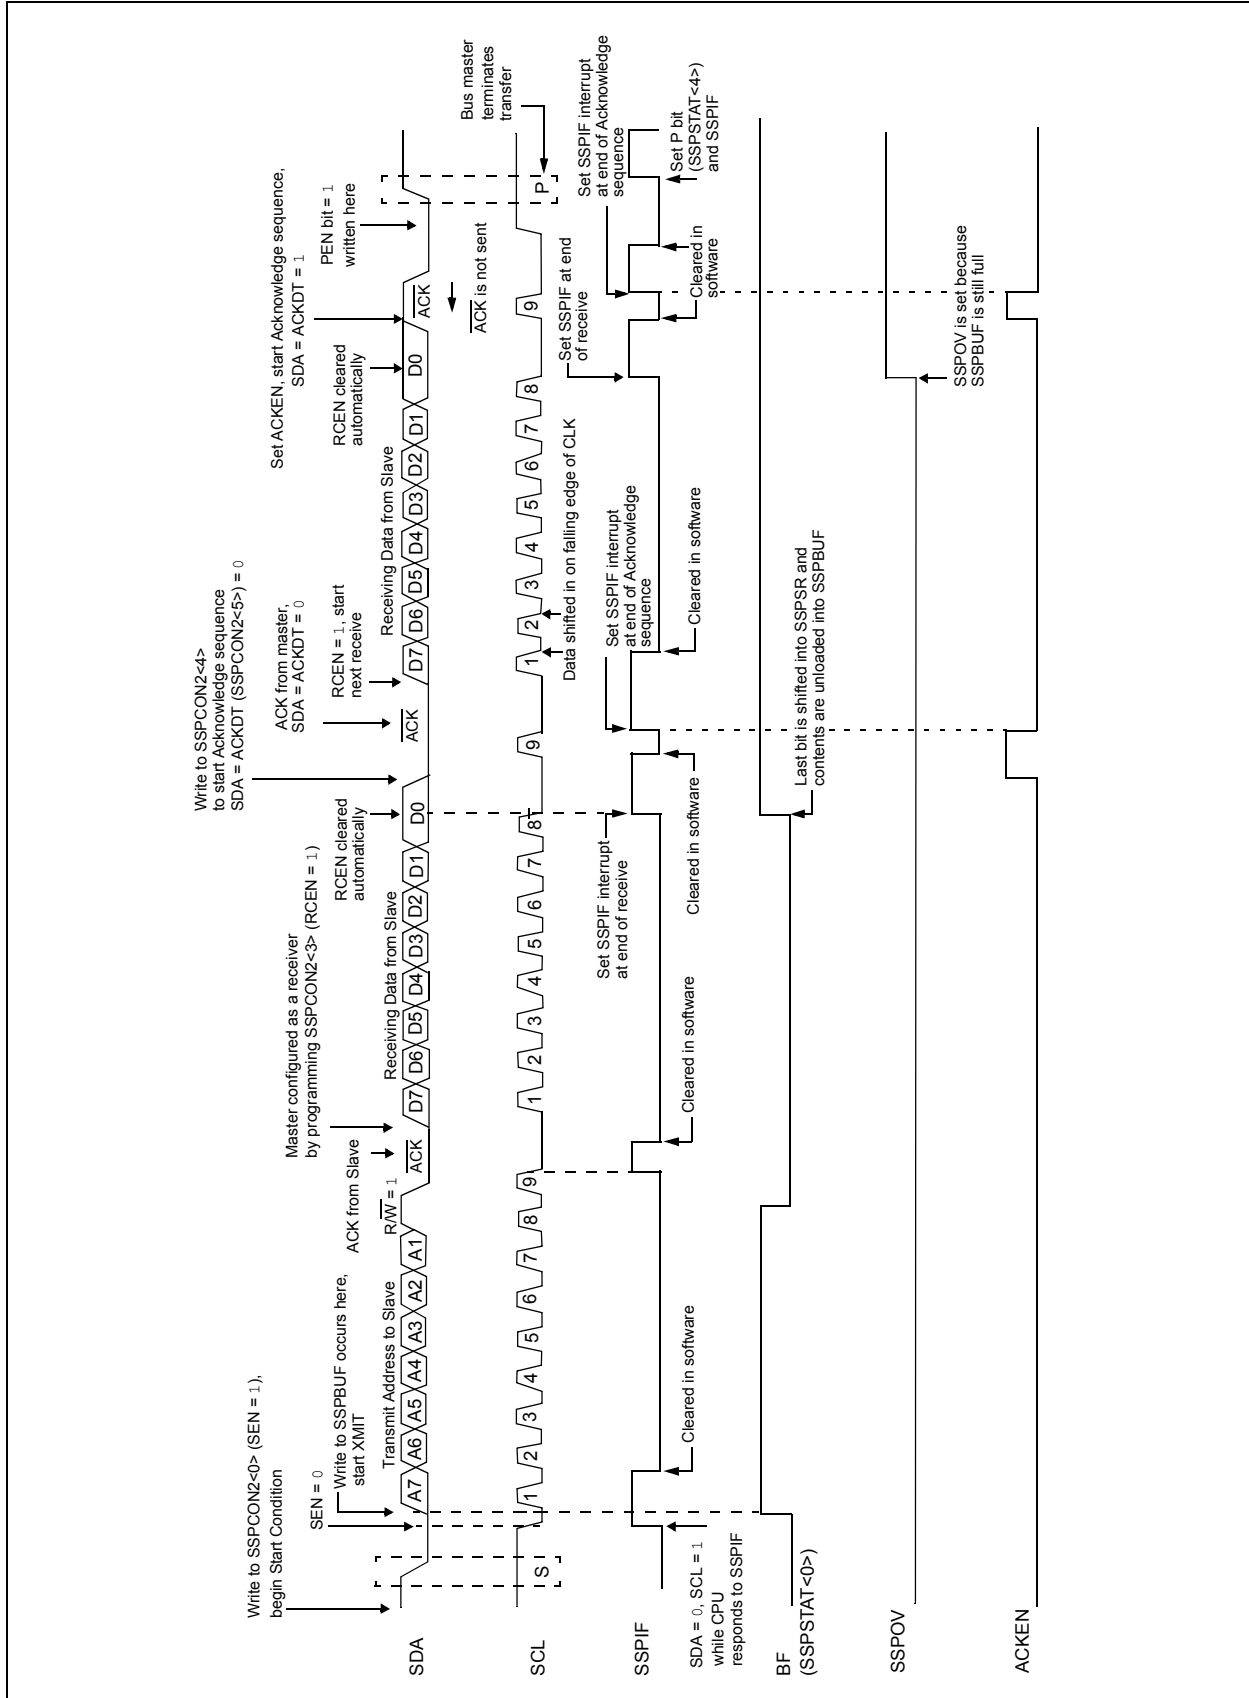 Write to SSPCON2<0> (SEN = 1),
begin Start Condition
SEN = 0
Write to SSPBUF occurs here,
start XMIT
Master configured as a receiver
by programming SSPCON2<3> (RCEN = 1)
ACK from Slave
RCEN cleared
automatically
Write to SSPCON2<4>
to start Acknowledge sequence
SDA = ACKDT (SSPCON2<5>) = 0
ACK from master,
SDA = ACKDT = 0
RCEN = 1, start
next receive
Set ACKEN, start Acknowledge sequence,
SDA = ACKDT = 1
RCEN cleared
automatically
PEN bit = 1
written here
Transmit Address to Slave
R/W = 1
Receiving Data from Slave
Receiving Data from Slave
SDA
A7 A6 A5 A4 A3 A2 A1
ACK
D7 D6 D5 D4 D3 D2 D1 D0
ACK
D7 D6 D5 D4 D3 D2 D1 D0
ACK
ACK is not sent
Bus master
terminates
transfer
SCL
S
1 2 3 4 5 6 7 8 9
1 2 3 4 5 6 7 8
9
1 2 3 4 5 6 7 8
9
P
Data shifted in on falling edge of CLK
Set SSPIF interrupt
at end of receive
Set SSPIF interrupt
at end of Acknowledge
sequence
Set SSPIF at end
of receive
Set SSPIF interrupt
at end of Acknowledge
sequence
SSPIF
SDA = 0, SCL = 1
while CPU
responds to SSPIF
Cleared in software
Cleared in software
Cleared in software
Cleared in software
Cleared in
software
Set P bit
(SSPSTAT<4>)
and SSPIF
BF
(SSPSTAT<0>)
Last bit is shifted into SSPSR and
contents are unloaded into SSPBUF
SSPOV
SSPOV is set because
SSPBUF is still full
ACKEN